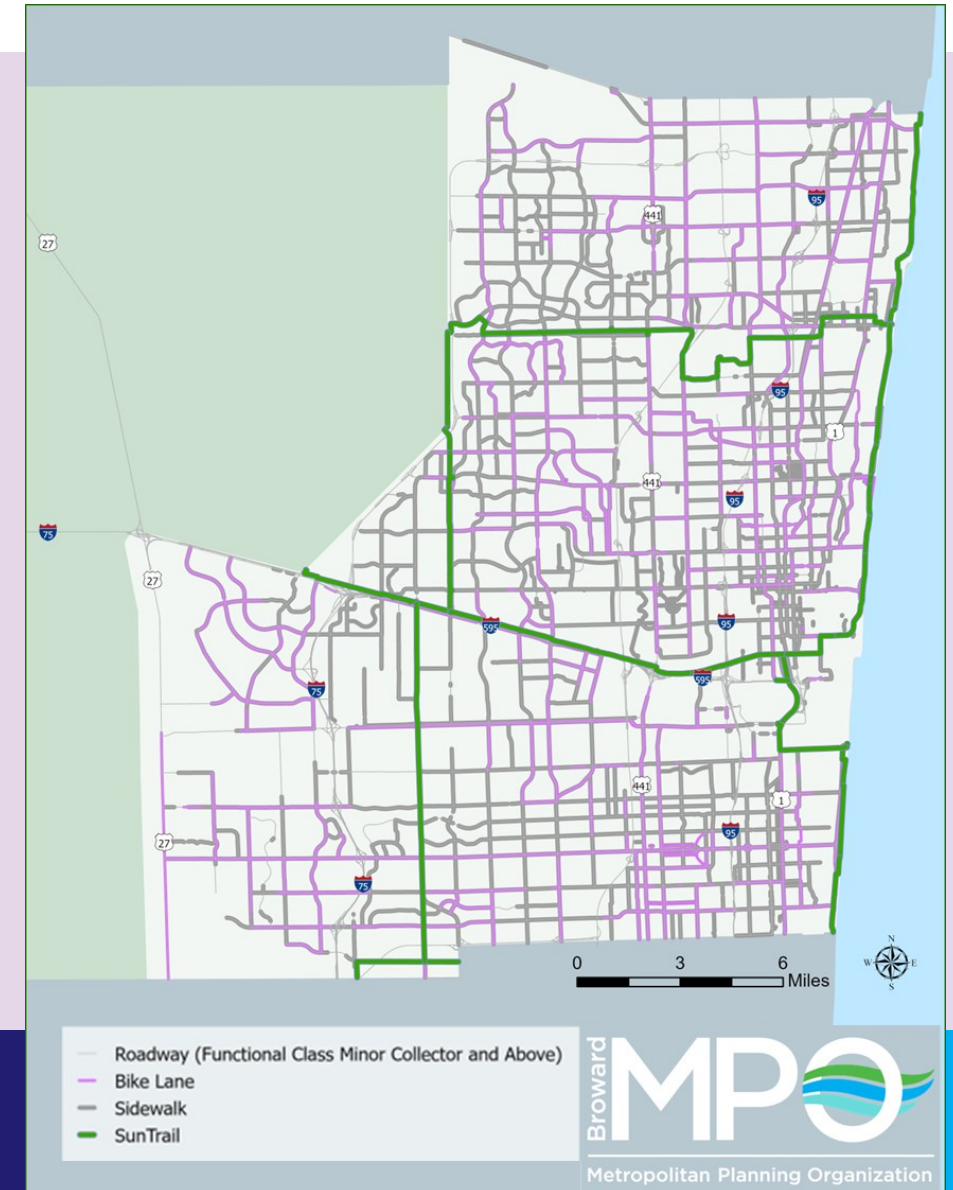 95
441
27
95
1
441
95
75
27
595
95
595
75
441
1
95
27
75
N
W E
S
0 3 6
Miles
Roadway (Functional Class Minor Collector and Above)
Bike Lane
Sidewalk
SunTrail
Broward
MPO
Metropolitan Planning Organization